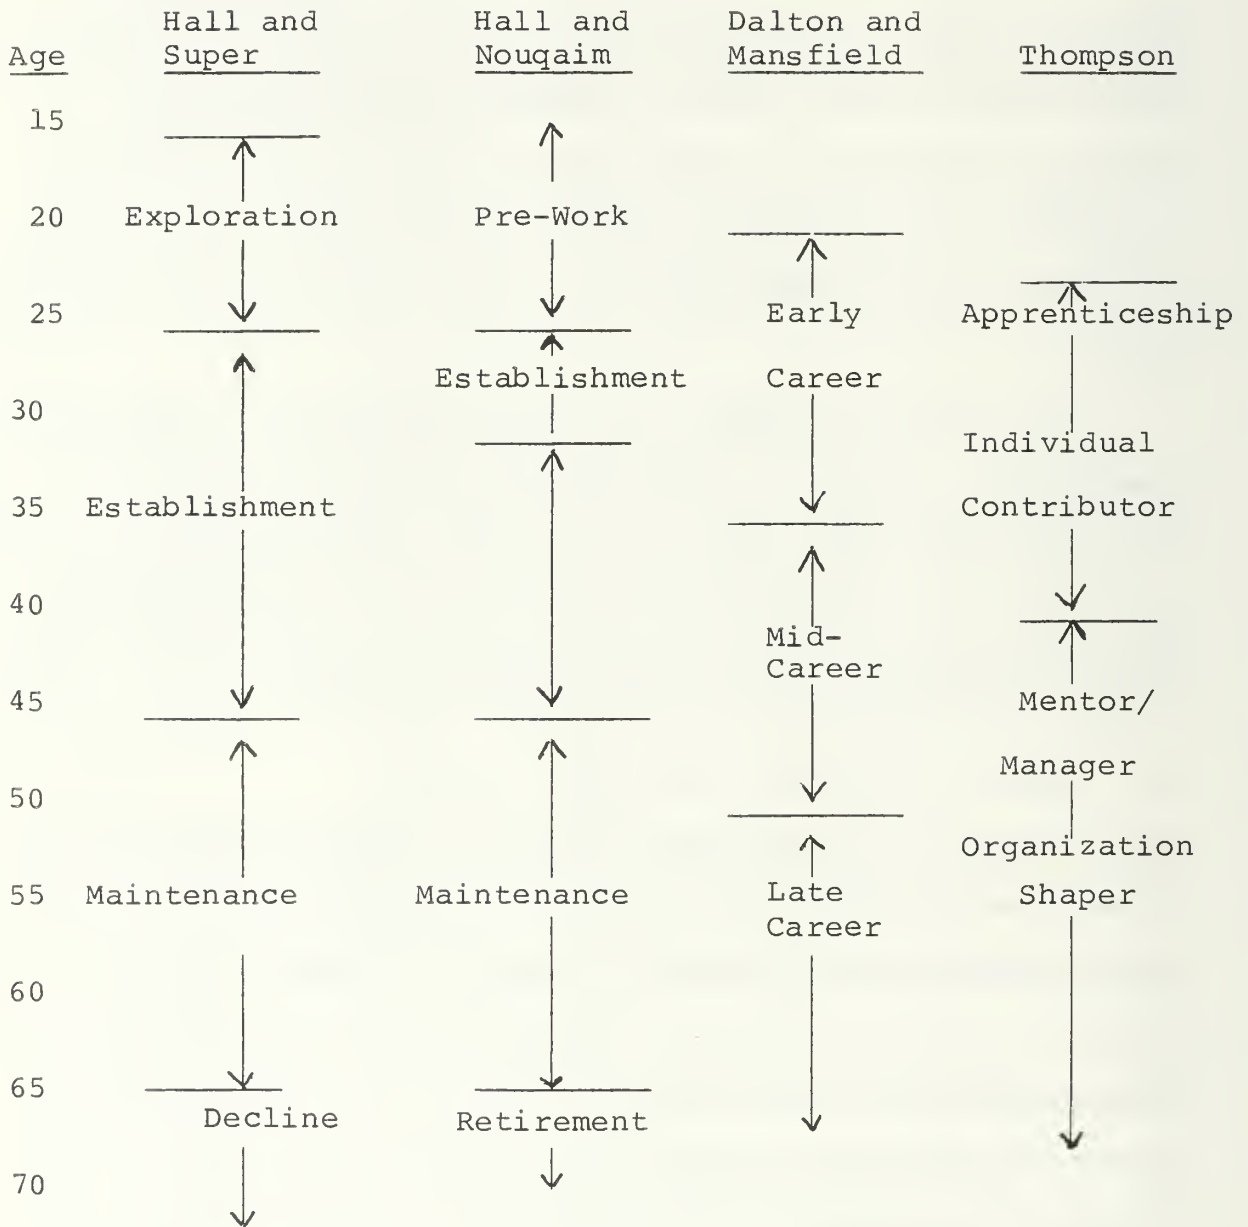 Hall and Hall and Dalton and
Age Super Nouqaim Mansfield Thompson
15
20 Exploration Pre-Work
25 Early Apprenticeship
Establishment Career
30
Individual
35 Establishment Contributor
40
Mid-
Career
45 Mentor/
Manager
50
Organization
55 Maintenance Maintenance Late Shaper
Career
60
65
Decline Retirement
70